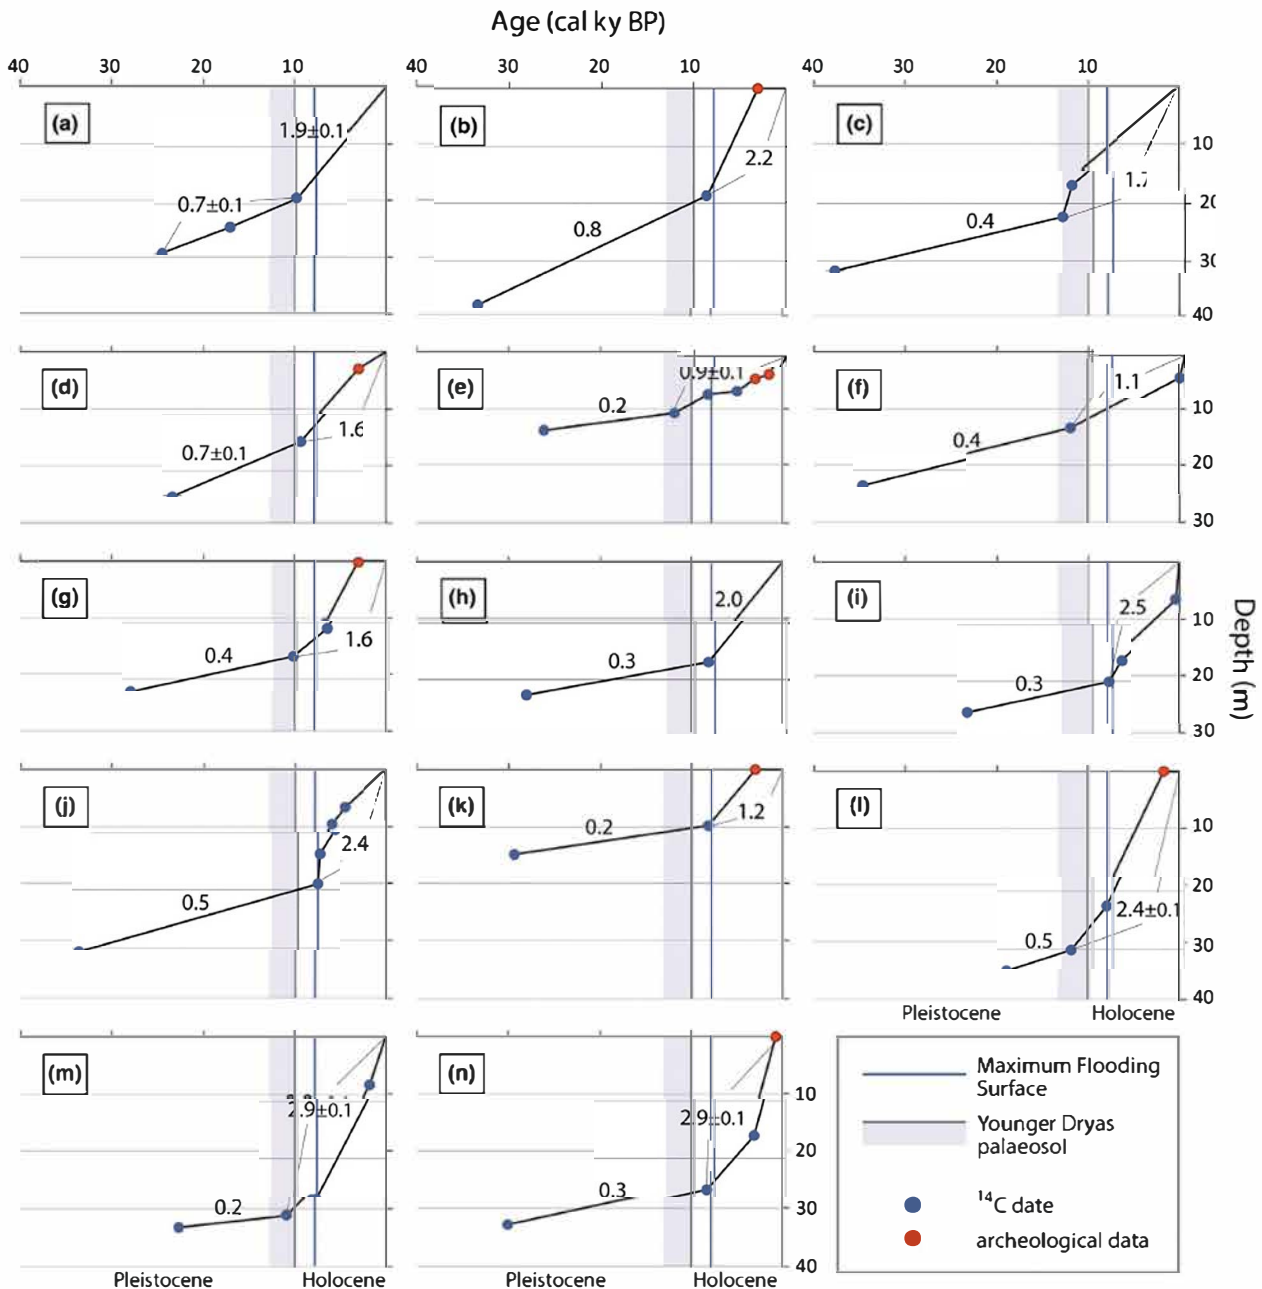 Age (cal ky BP)
40 30 20 10 30 20 10 40 30 20 10
(a) 1.9±0.1 0.7±0.1
(b) 2.2 0.8
(c) 1.7 0.4
10
20
30
40
(d) 1.6 0.7±0.1
(e) 0.9±0.1 0.2
(f) 1.1 0.4
10
20
30
(g) 1.6 0.4
(h) 2.0 0.3
(i) 2.5 0.3
10
20
30
Depth (m)
(j) 2.4 0.5
(k) 1.2 0.2
(l) 2.4±0.1 0.5
10
20
30
40
Pleistocene Holocene
(m) 2.9±0.1 0.2
(n) 2.9±0.1 0.3
10
20
30
40
Pleistocene Holocene Pleistocene Holocene
Maximum Flooding
Surface
Younger Dryas
palaeosol
14C date
archeological data